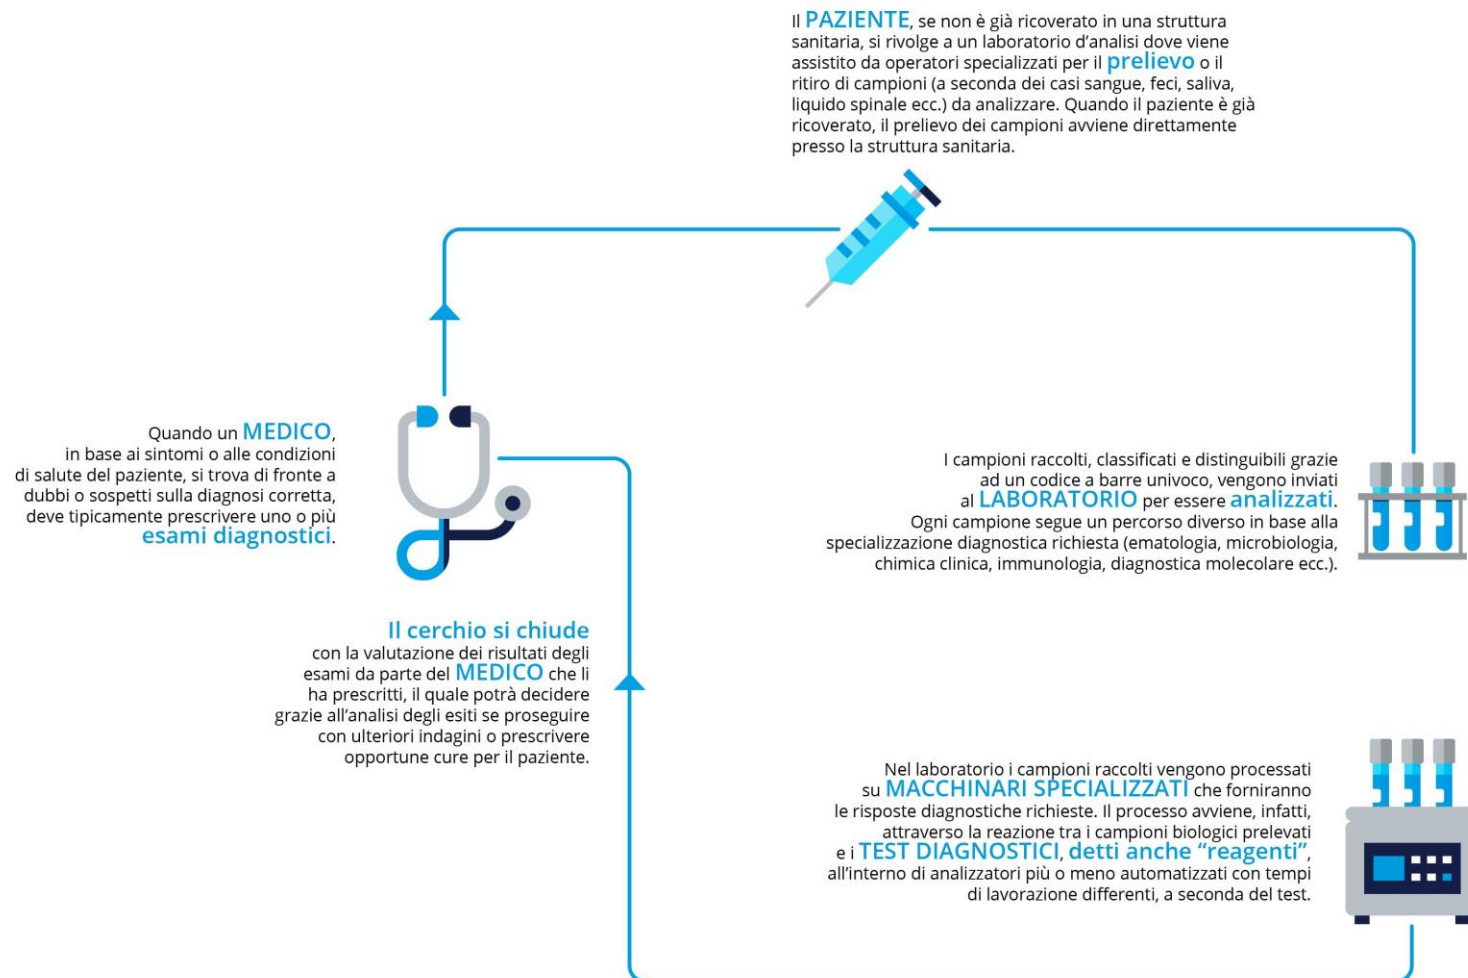 Il PAZIENTE, se non è già ricoverato in una struttura
sanitaria, si rivolge a un laboratorio d’analisi dove viene
assistito da operatori specializzati per il prelievo o il
ritiro di campioni (a seconda dei casi sangue, feci, saliva,
liquido spinale ecc.) da analizzare. Quando il paziente è già
ricoverato, il prelievo dei campioni avviene direttamente
presso la struttura sanitaria.
Quando un MEDICO,
in base ai sintomi o alle condizioni
di salute del paziente, si trova di fronte a
dubbi o sospetti sulla diagnosi corretta,
deve tipicamente prescrivere uno o più
esami diagnostici.
I campioni raccolti, classificati e distinguibili grazie
ad un codice a barre univoco, vengono inviati
al LABORATORIO per essere analizzati.
Ogni campione segue un percorso diverso in base alla
specializzazione diagnostica richiesta (ematologia, microbiologia,
chimica clinica, immunologia, diagnostica molecolare ecc.).
Il cerchio si chiude
con la valutazione dei risultati degli
esami da parte del MEDICO che li
ha prescritti, il quale potrà decidere
grazie all’analisi degli esiti se proseguire
con ulteriori indagini o prescrivere
opportune cure per il paziente.
Nel laboratorio i campioni raccolti vengono processati
su MACCHINARI SPECIALIZZATI che forniranno
le risposte diagnostiche richieste. Il processo avviene, infatti,
attraverso la reazione tra i campioni biologici prelevati
e i TEST DIAGNOSTICI, detti anche “reagenti”,
all’interno di analizzatori più o meno automatizzati con tempi
di lavorazione differenti, a seconda del test.